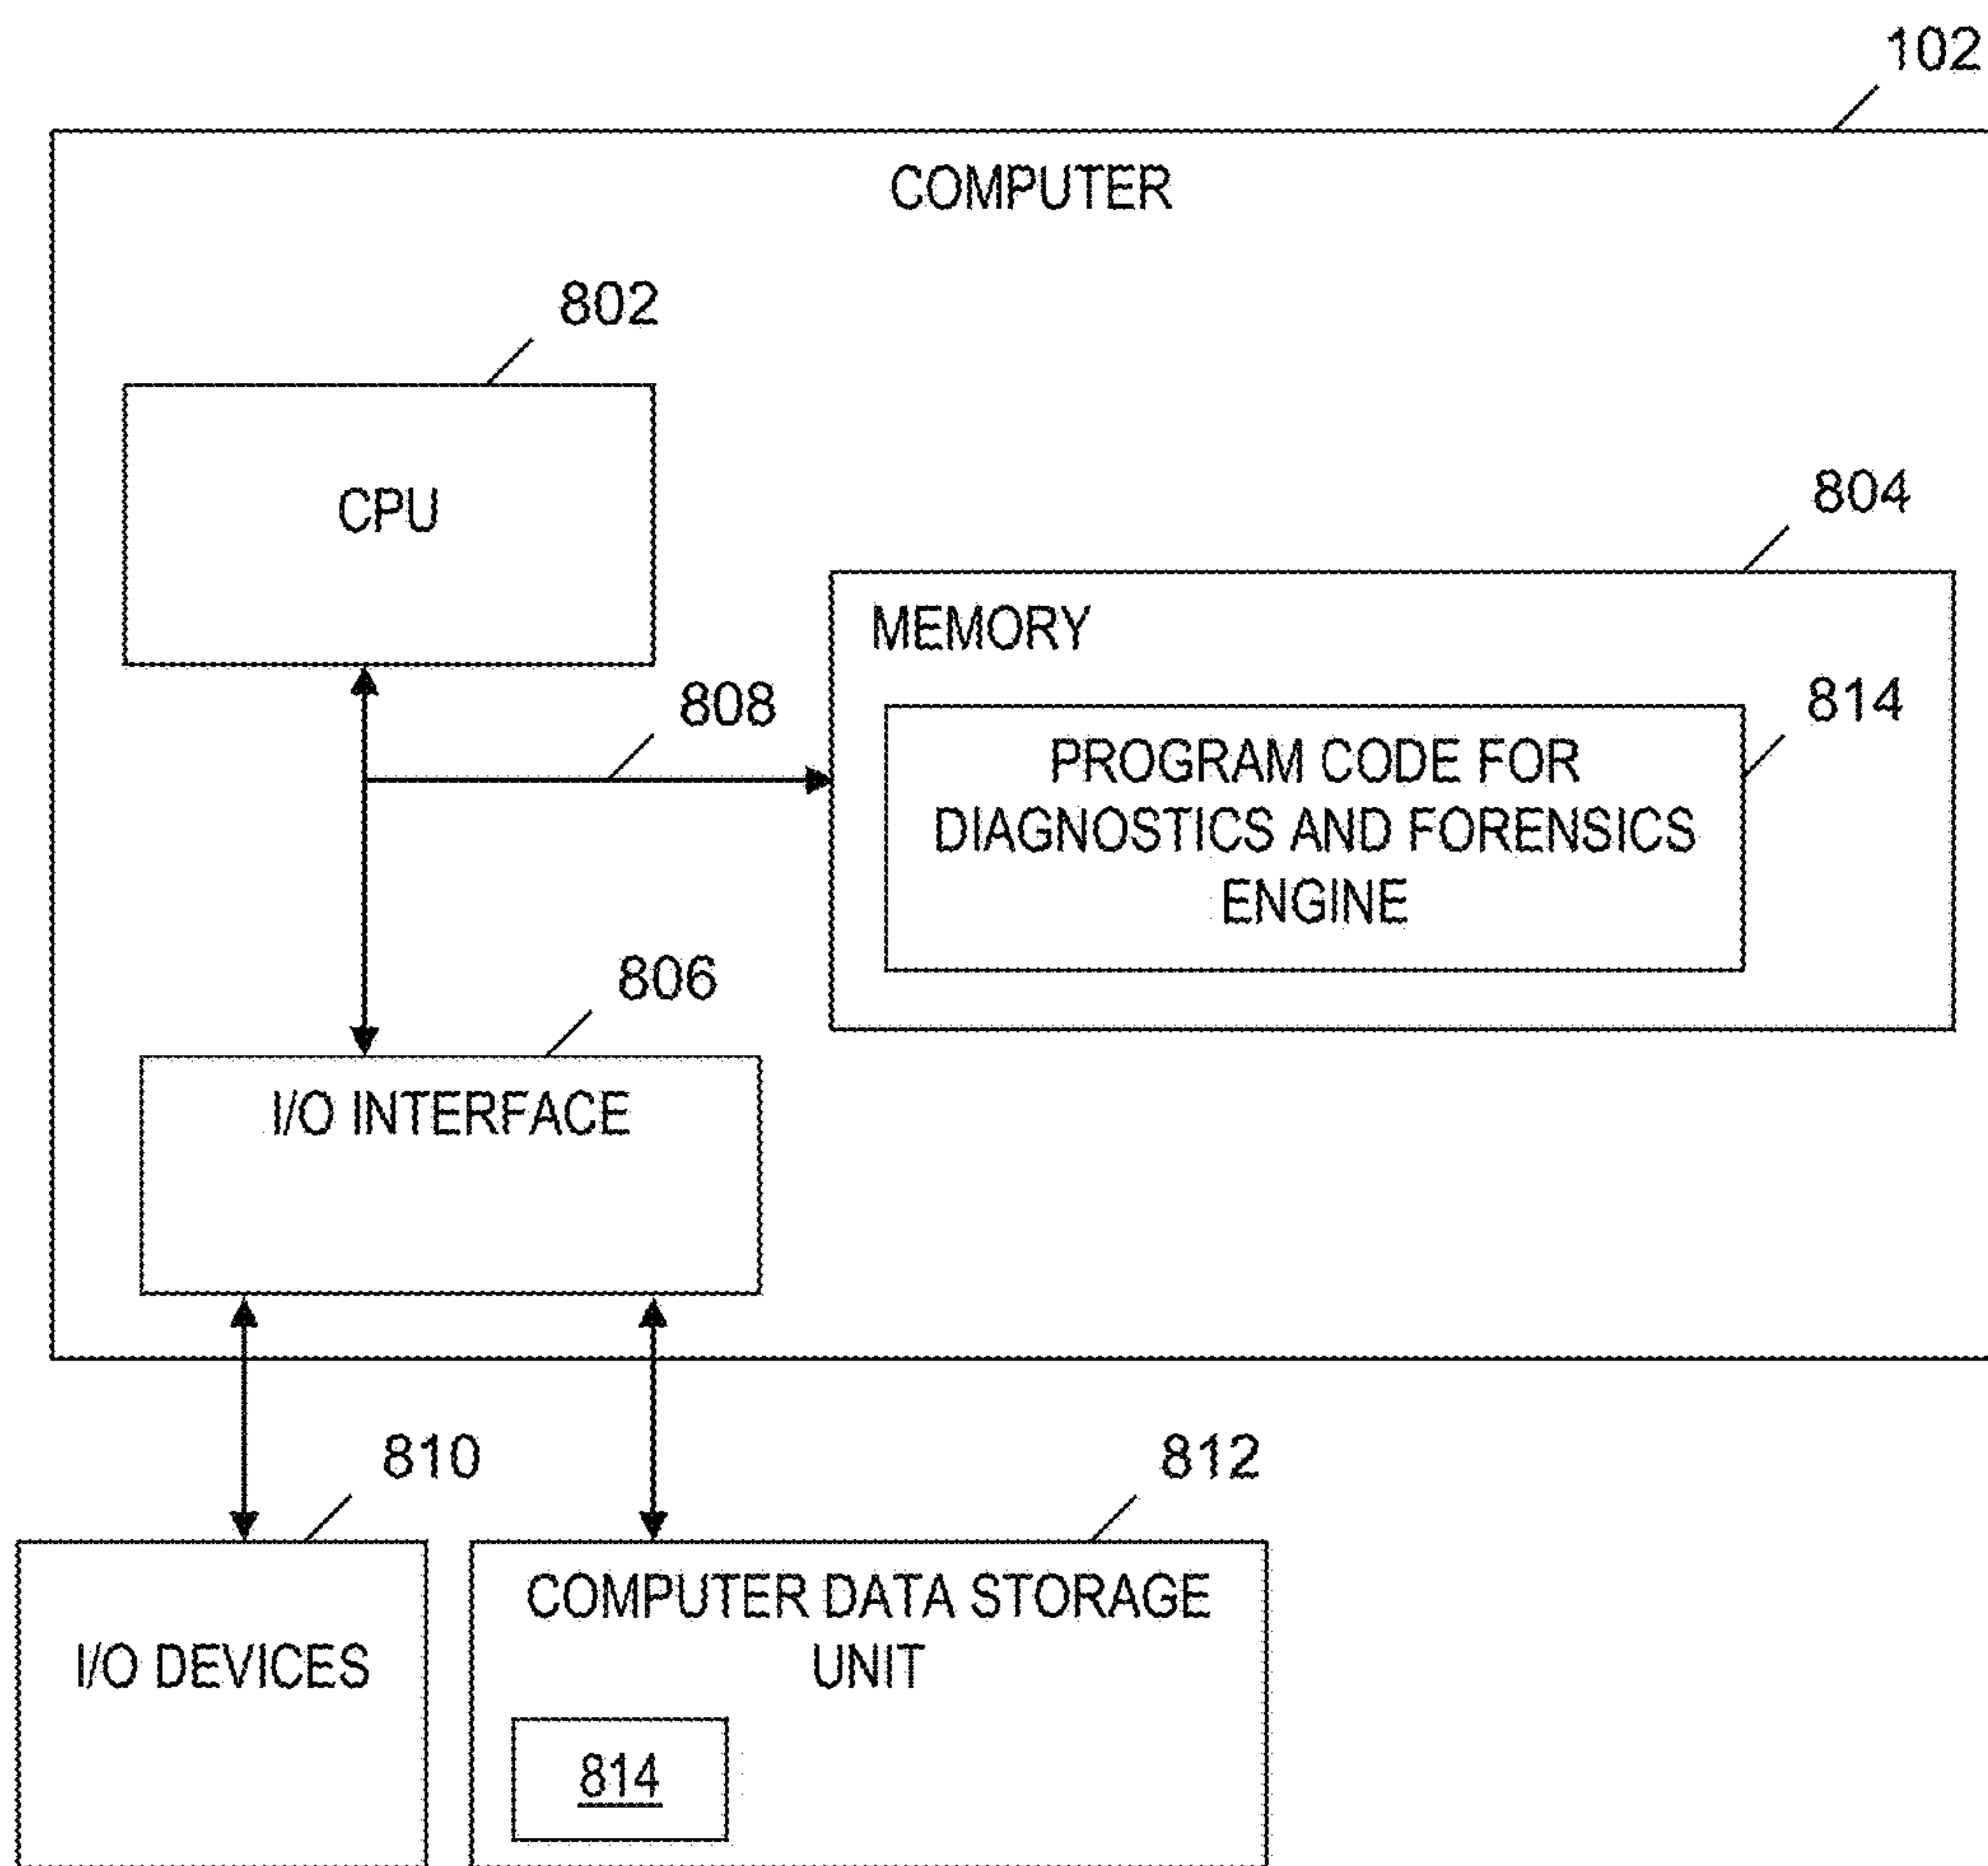 102
COMPUTER
802
CPU
804
MEMORY
808
814
PROGRAM CODE FOR
DIAGNOSTICS AND FORENSICS
ENGINE
806
I/O INTERFACE
810
812
I/O DEVICES
COMPUTER DATA STORAGE
UNIT
814